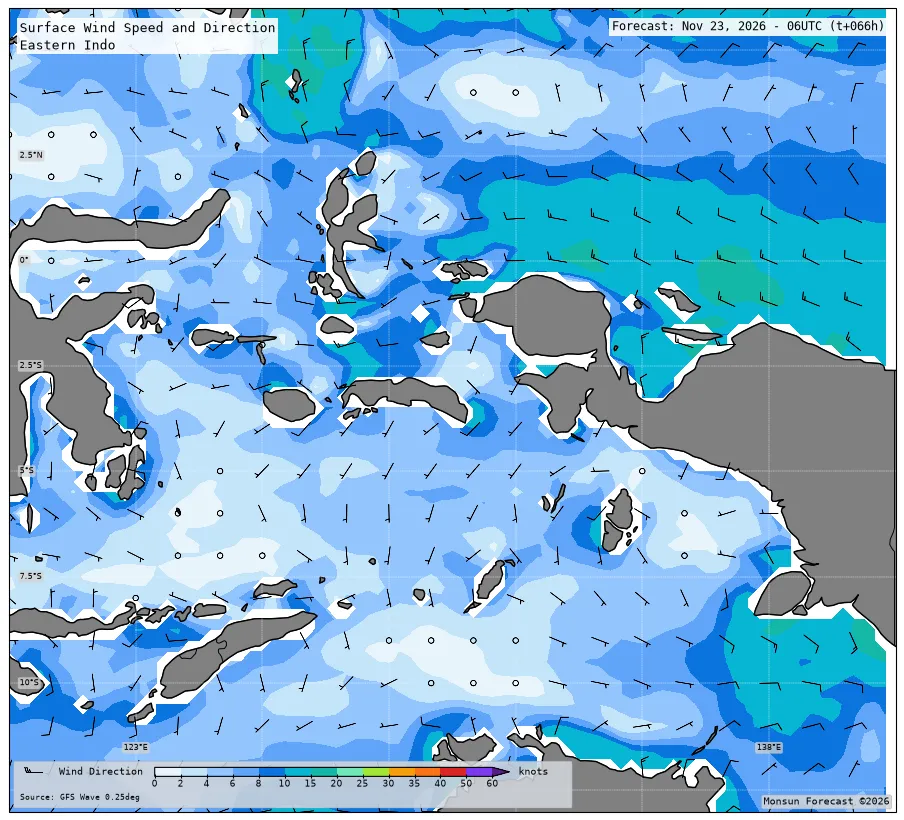 Surface Wind Speed and Direction
Eastern Indo
Forecast: Nov 23, 2026 - 06UTC (t+066h)
2.5°N
0°
2.5°S
5°S
7.5°S
10°S
123°E
138°E
Wind Direction
knots
0 2 4 6 8 10 15 20 25 30 35 40 50 60
Source: GFS Wave 0.25deg
Monsun Forecast ©2026